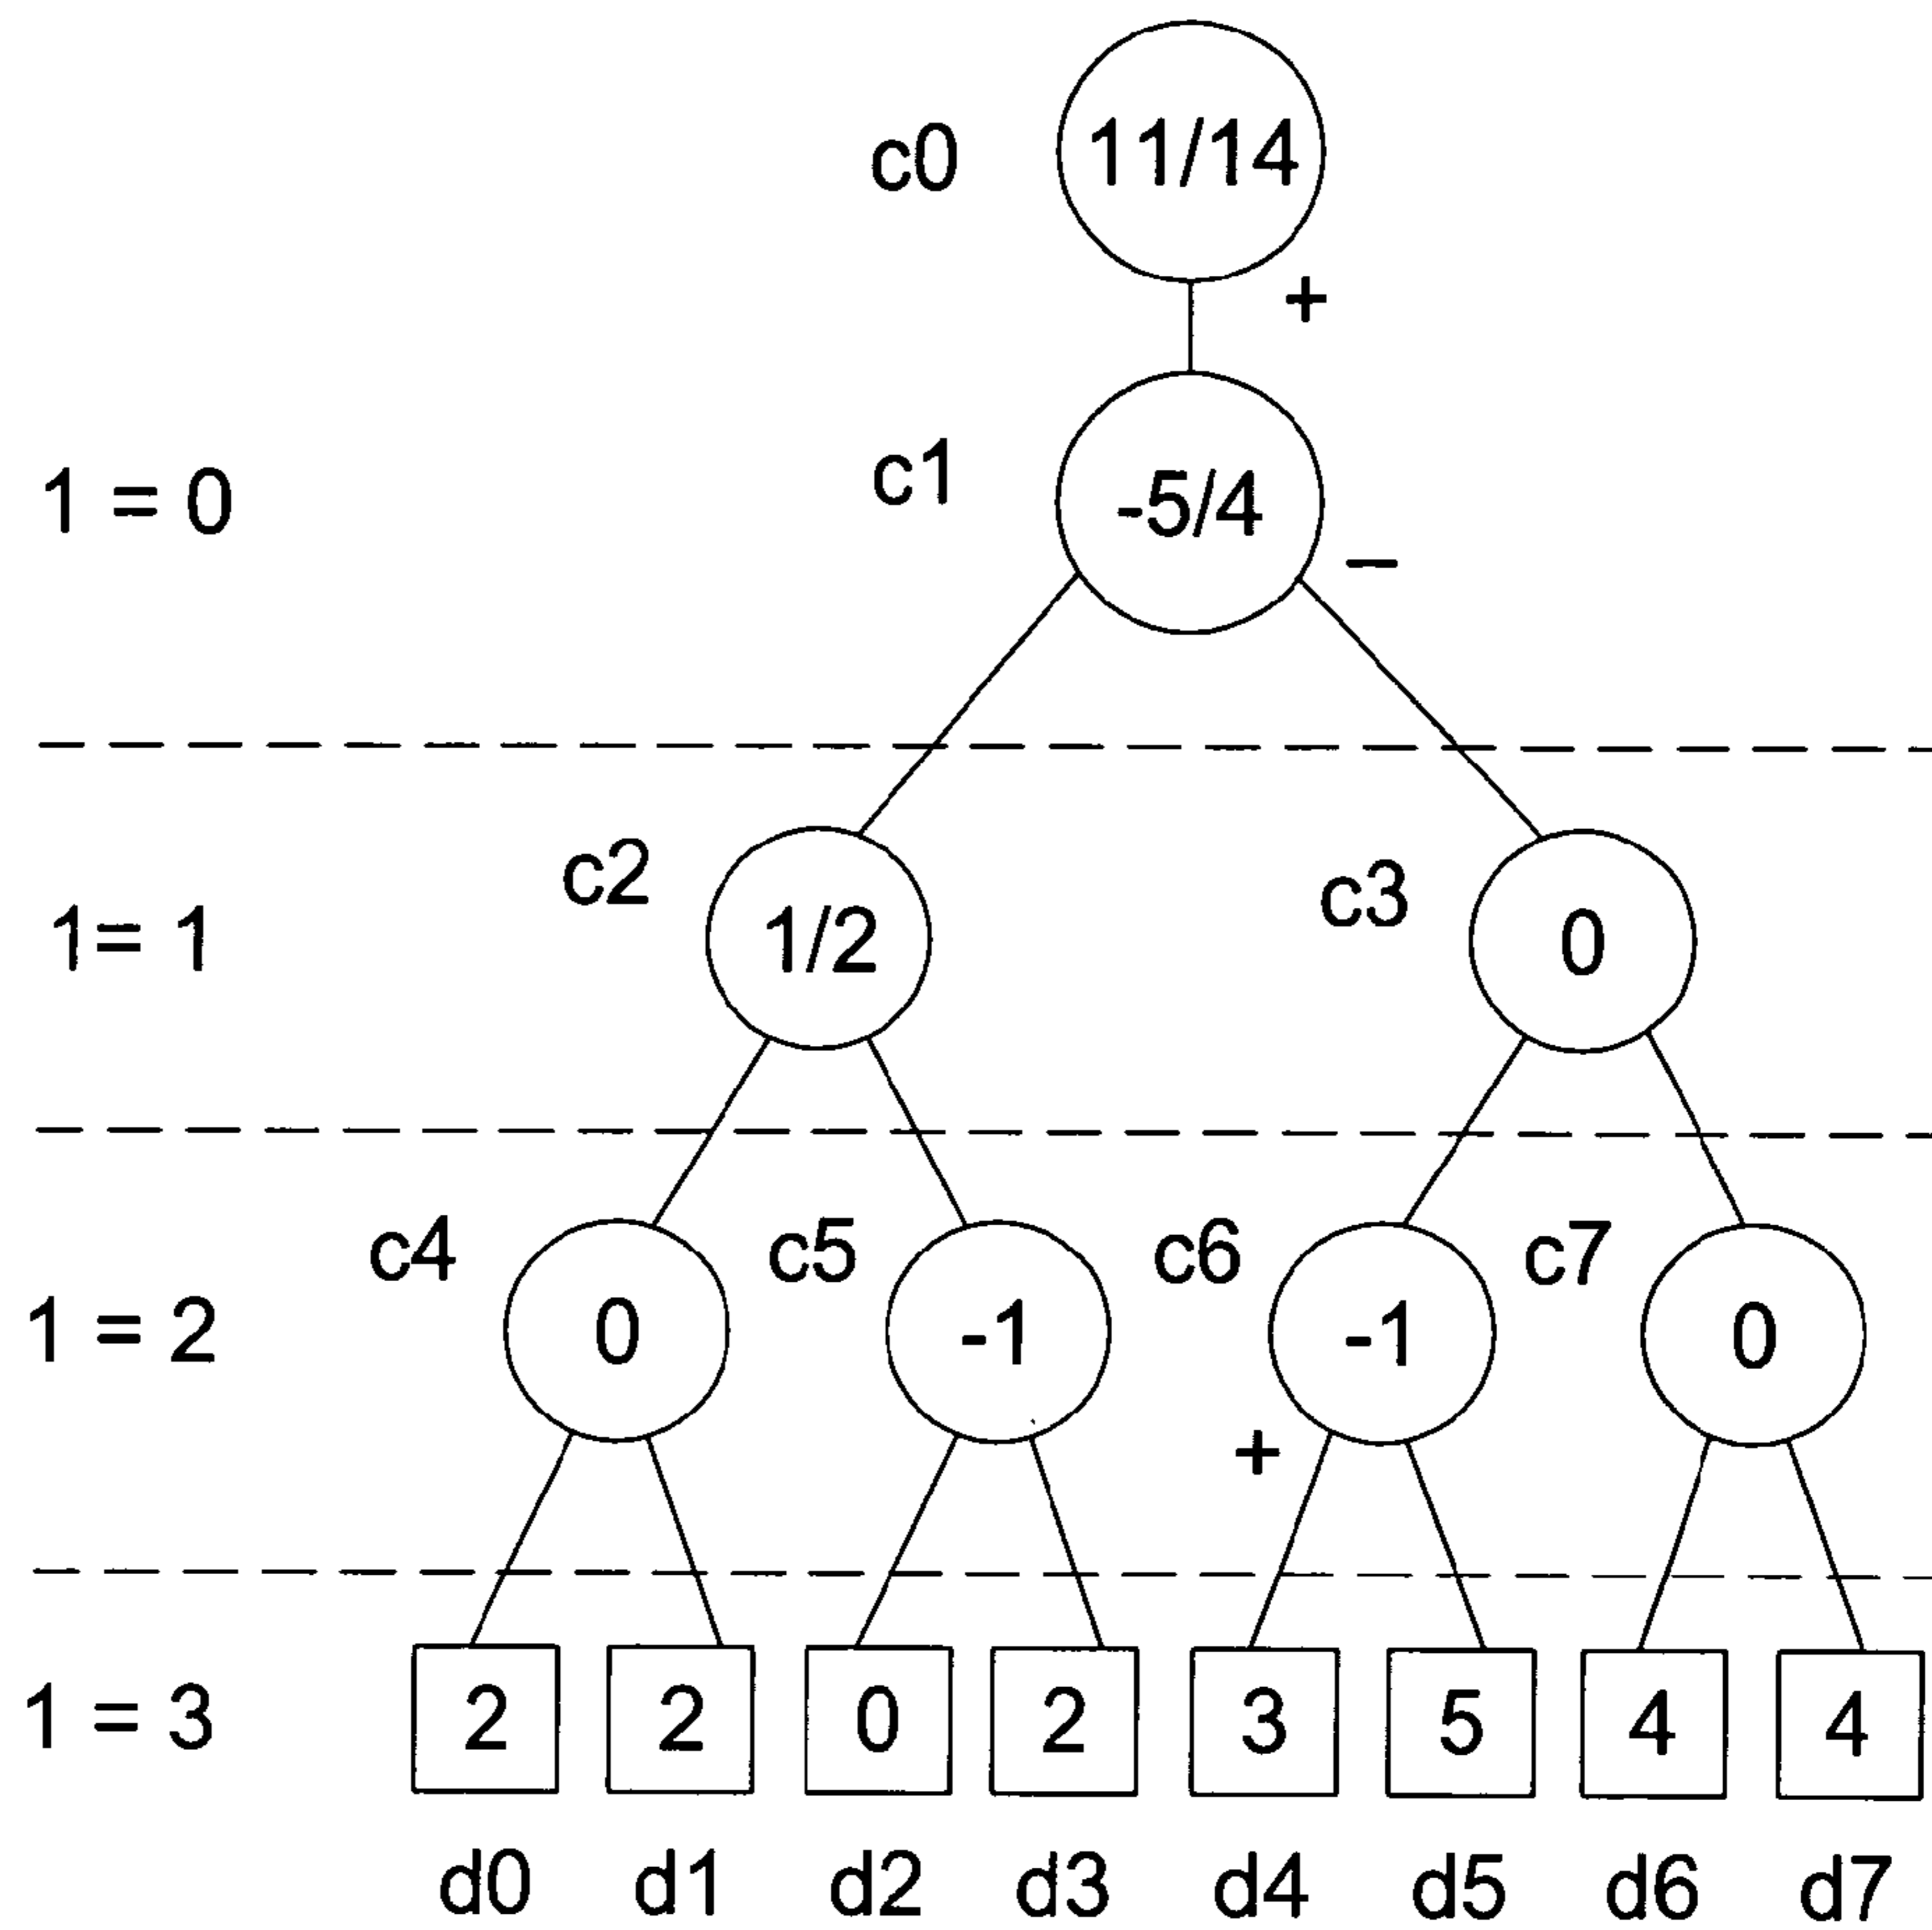 11/14
c0
+
-5/4
c1
1 = 0
−
c2
c3
1/2
0
1= 1
c4
c5
c6
c7
0
-1
-1
0
1 = 2
+
2
2
0
2
3
5
4
4
1 = 3
d0
d1
d2
d3
d4
d5
d6
d7